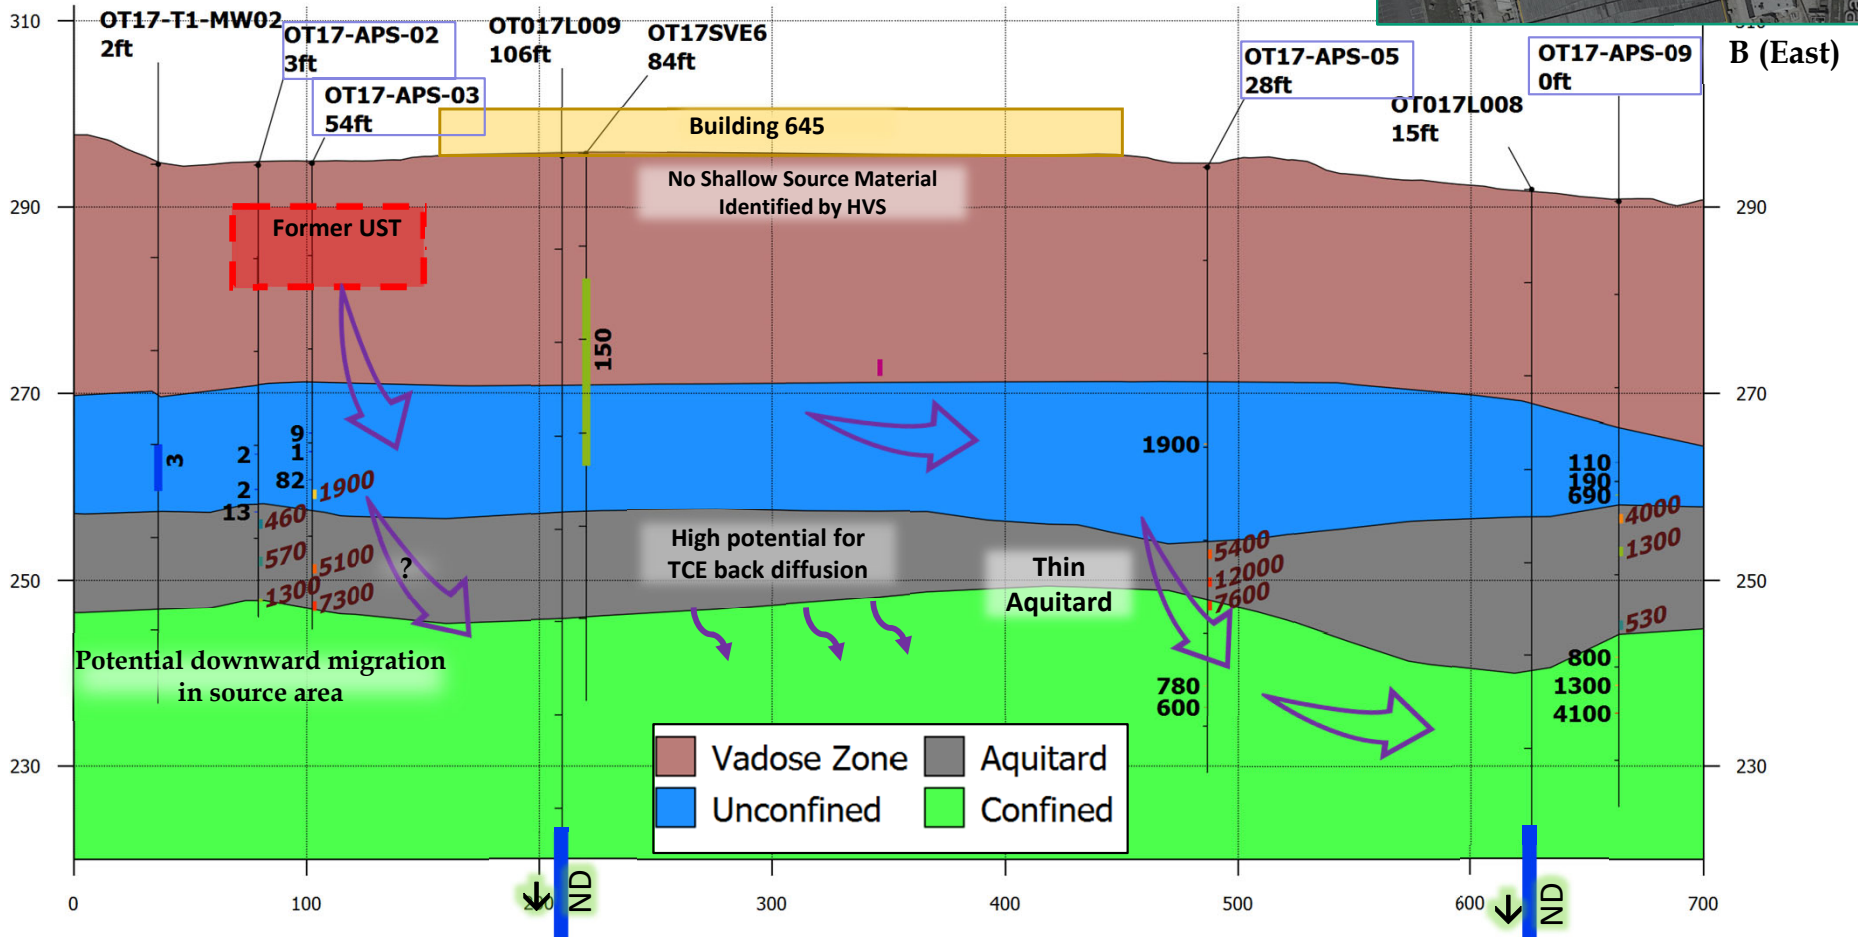 310
OT17-T1-MW02
2ft
OT17-APS-02
3ft
OT17-APS-03
54ft
OT017L009
106ft
OT17SVE6
84ft
OT17-APS-05
28ft
OT017L008
15ft
OT17-APS-09
0ft
B (East)
Building 645
No Shallow Source Material
Identified by HVS
290
290
Former UST
150
270
270
3
2
2
13
9
1
82
1900
460
570
1300
5100
7300
?
1900
110
190
690
4000
1300
530
High potential for
TCE back diffusion
Thin
Aquitard
5400
12000
7600
250
250
Potential downward migration
in source area
780
600
800
1300
4100
230
230
Vadose Zone
Aquitard
Unconfined
Confined
ND
ND
0
100
300
400
500
600
700